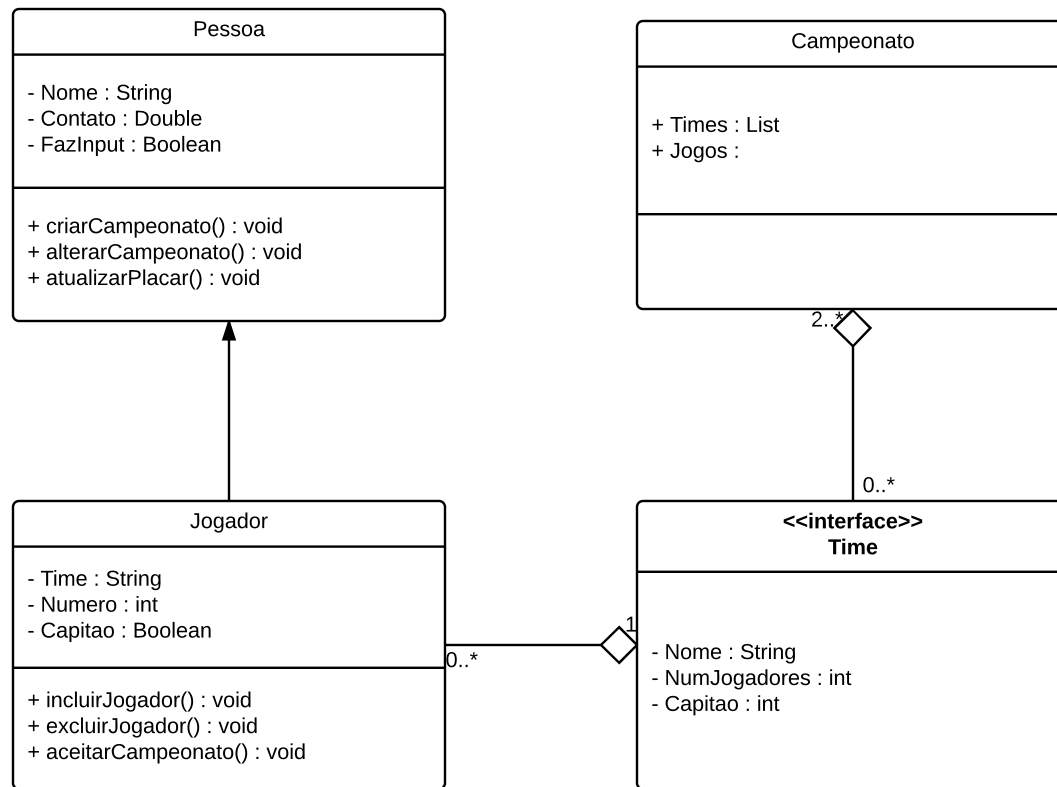 Pessoa
- Nome : String
- Contato : Double
- FazInput : Boolean
+ criarCampeonato() : void
+ alterarCampeonato() : void
+ atualizarPlacar() : void
Campeonato
+ Times : List
+ Jogos :
2..*
0..*
Jogador
- Time : String
- Numero : int
- Capitao : Boolean
+ incluirJogador() : void
+ excluirJogador() : void
+ aceitarCampeonato() : void
0..*
1
<<interface>>
Time
- Nome : String
- NumJogadores : int
- Capitao : int